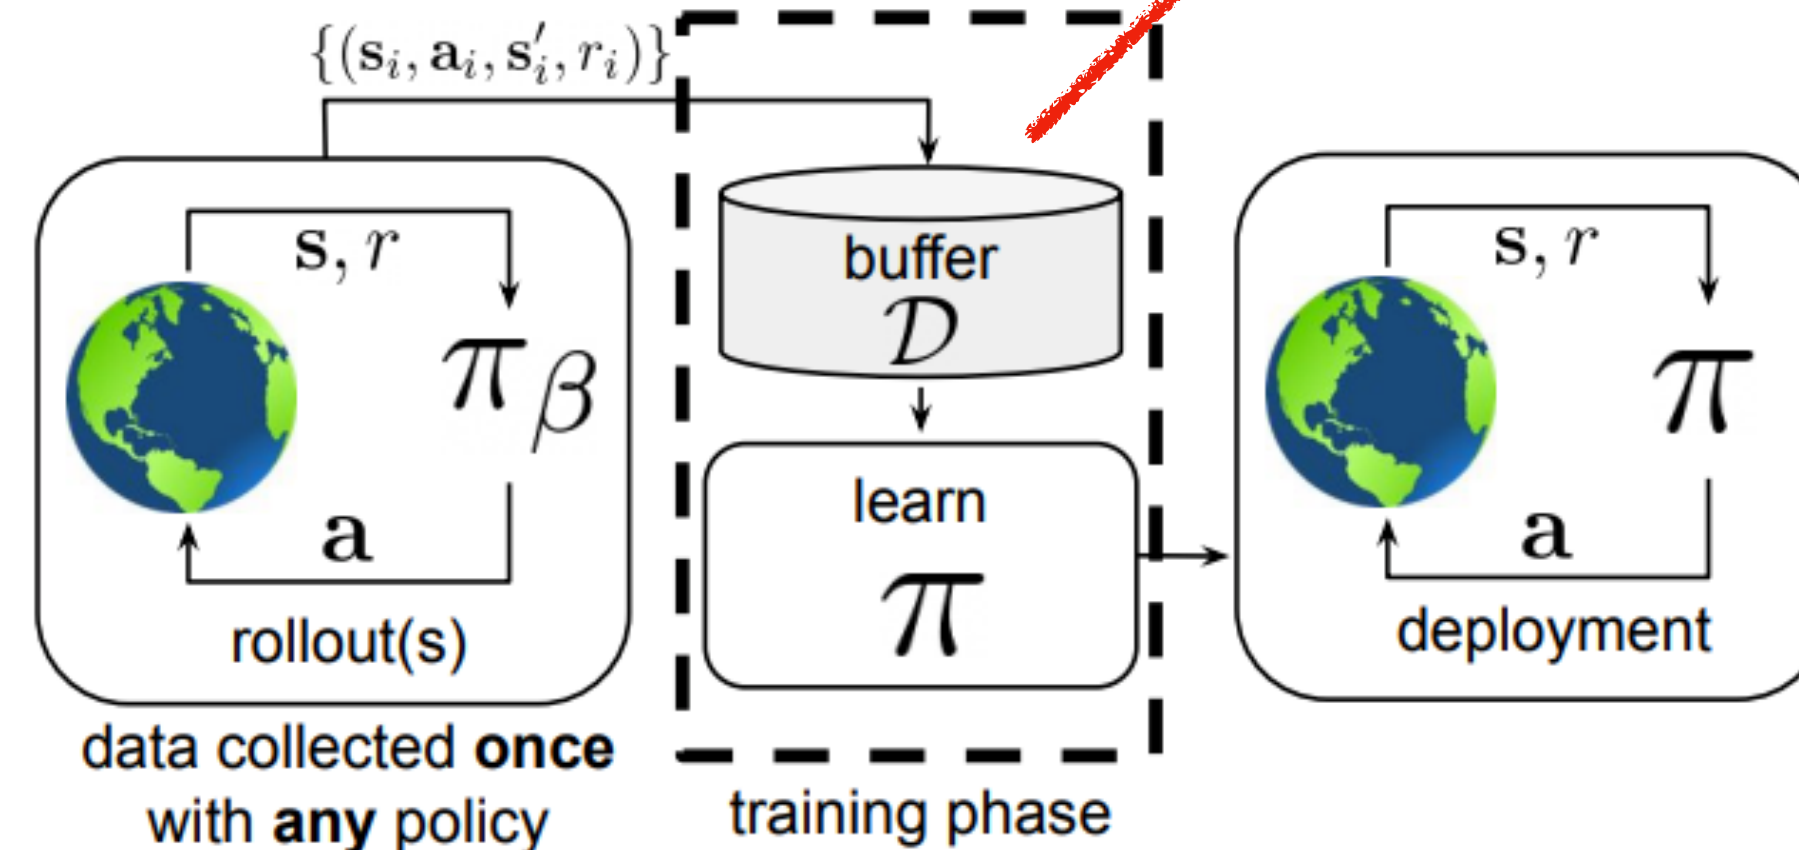 {(s_i, a_i, s'_i, r_i)}
s, r
π_β
a
rollout(s)
data collected once
with any policy
buffer
𝒟
learn
π
training phase
s, r
π
a
deployment